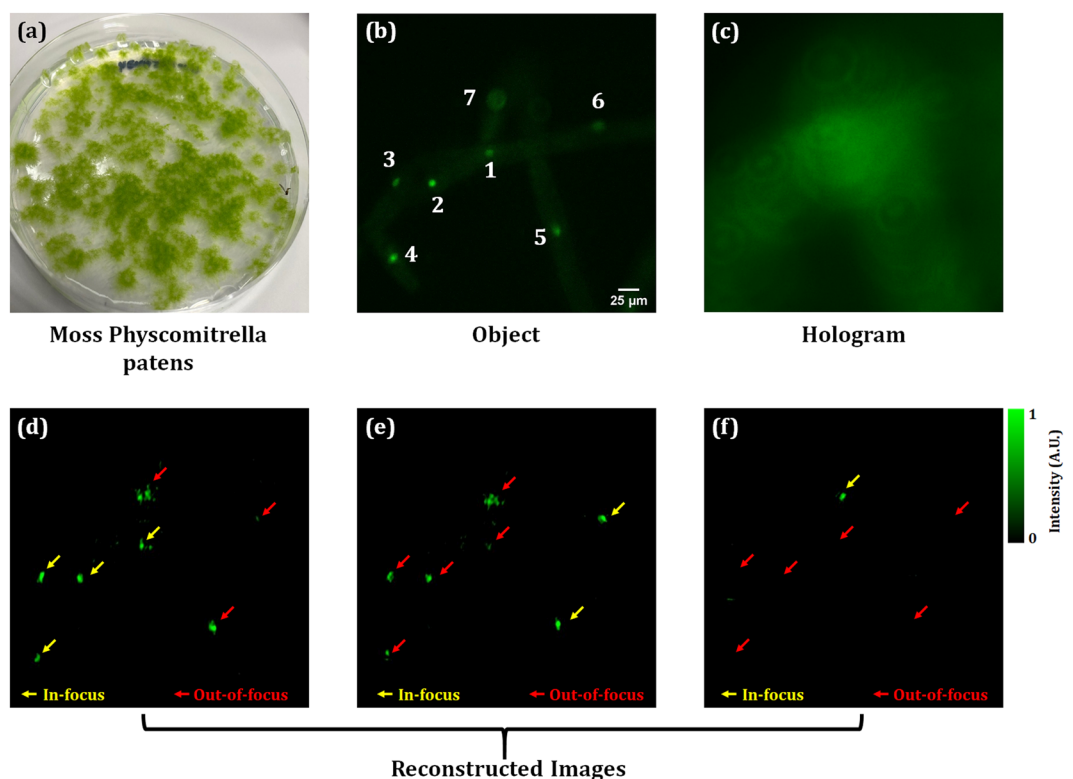 (a)
(b)
(c)
7
6
3
1
2
5
4
25 µm
Moss Physcomitrella
patens
Object
Hologram
(d)
(e)
(f)
1
Intensity (A.U.)
0
In-focus
Out-of-focus
In-focus
Out-of-focus
In-focus
Out-of-focus
Reconstructed Images